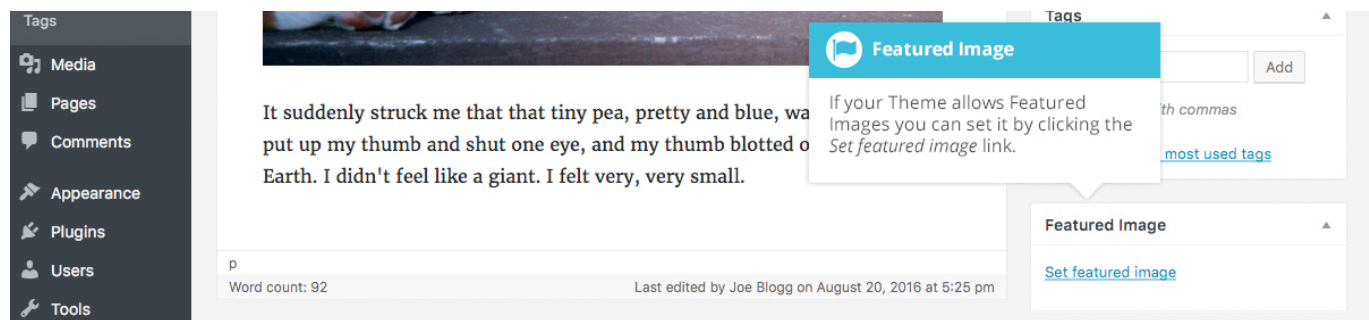 Tags
Media
Pages
Comments
Appearance
Plugins
Users
Tools
It suddenly struck me that that tiny pea, pretty and blue, wa
put up my thumb and shut one eye, and my thumb blotted o
Earth. I didn't feel like a giant. I felt very, very small.
p
Word count: 92
Last edited by Joe Blogg on August 20, 2016 at 5:25 pm
Featured Image
If your Theme allows Featured
Images you can set it by clicking the
Set featured image link.
Tags
Add
th commas
most used tags
Featured Image
Set featured image